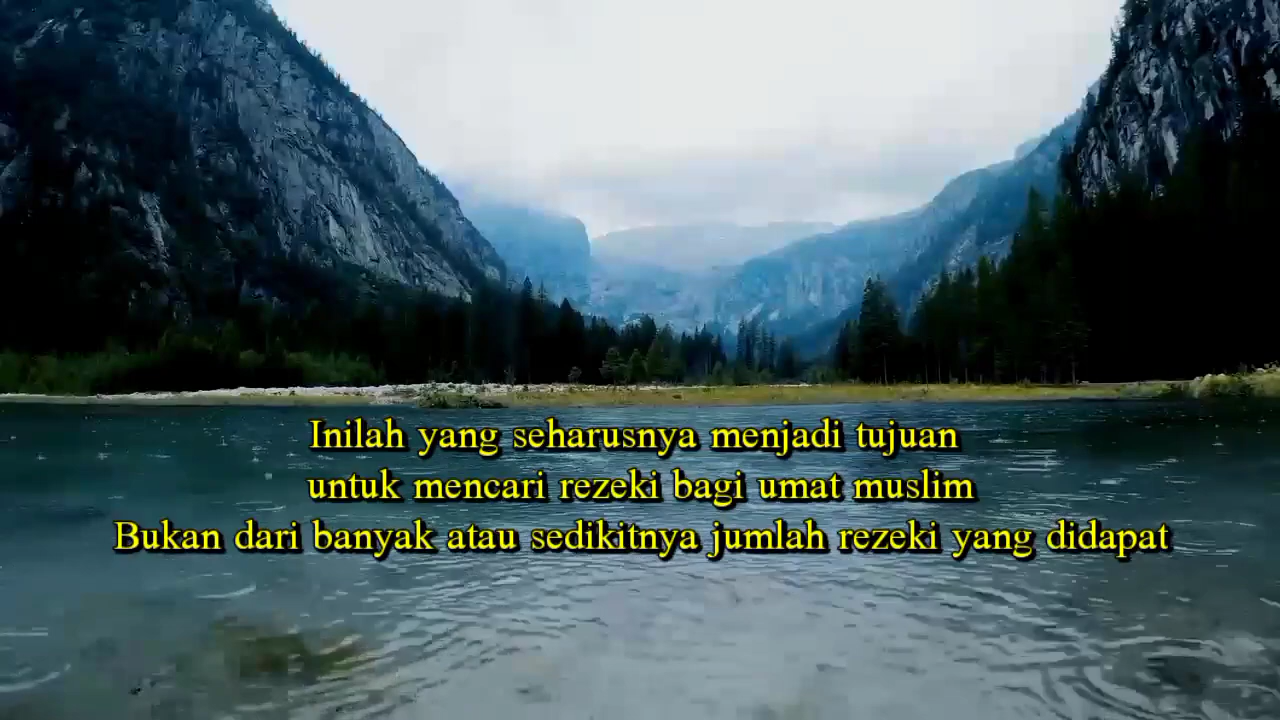 Inilah yang seharusnya menjadi tujuan
untuk mencari rezeki bagi umat muslim
Bukan dari banyak atau sedikitnya jumlah rezeki yang didapat